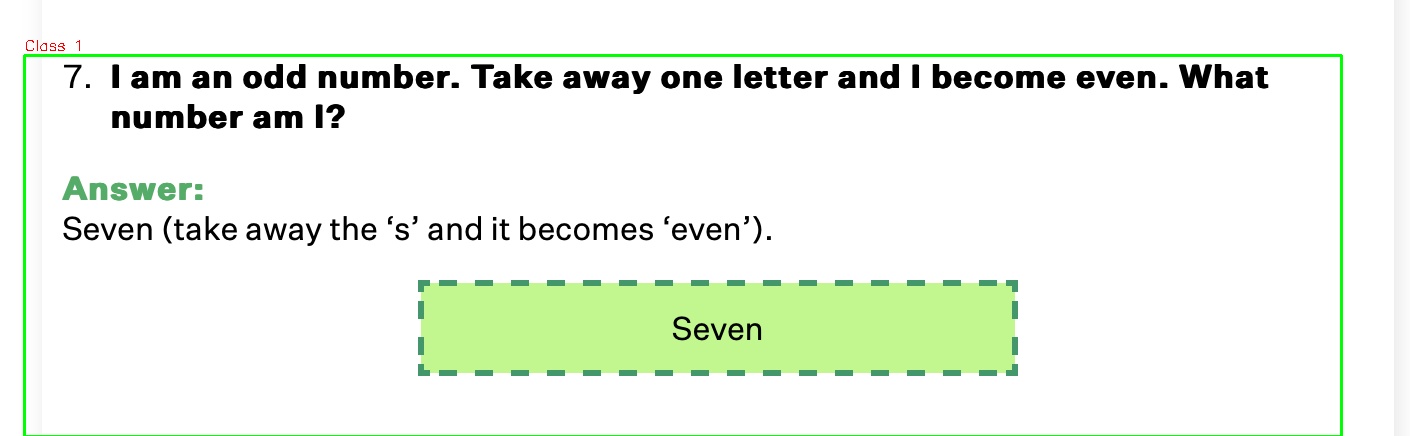 Class 1
7. I am an odd number. Take away one letter and I become even. What
number am I?
Answer:
Seven (take away the ‘s’ and it becomes ‘even’).
Seven